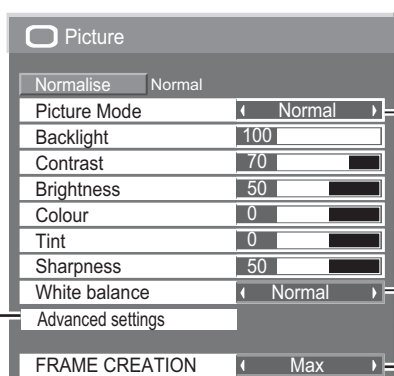 Picture
Normalise Normal
Picture Mode Normal
Backlight 100
Contrast 70
Brightness 50
Colour 0
Tint 0
Sharpness 50
White balance Normal
Advanced settings
FRAME CREATION Max